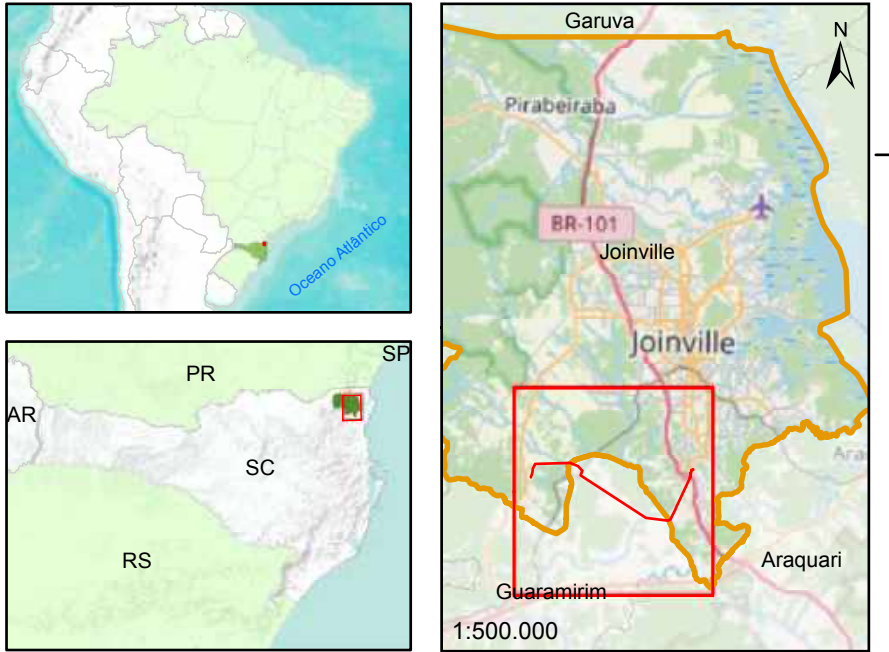 Oceano Atlântico
SP
PR
AR
SC
RS
Garuva
N
Pirabeiraba
BR-101
Joinville
Joinville
Ara
Araquari
Guaramirim
1:500.000